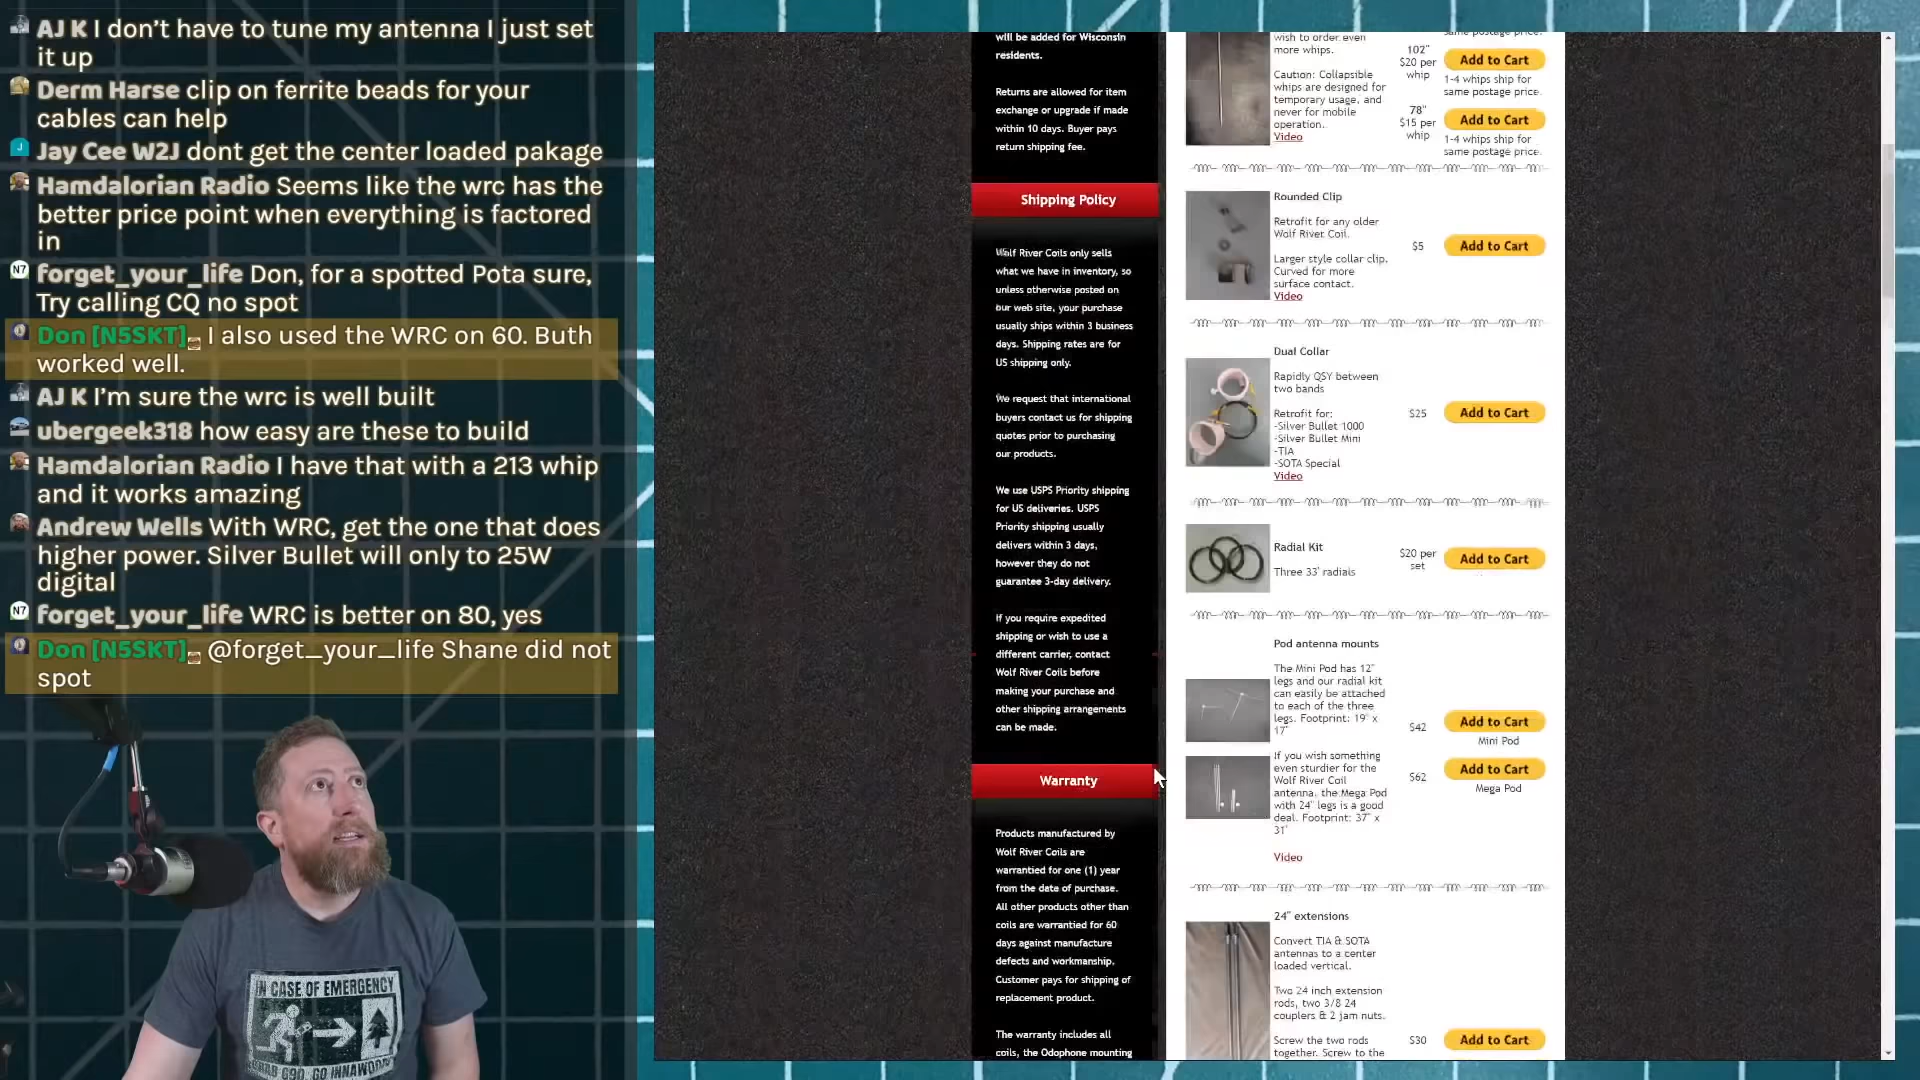 AJ K I don't have to tune my antenna I just set
it up
Derm Harse clip on ferrite beads for your
cables can help
J Jay Cee W2J dont get the center loaded pakage
Hamdalorian Radio Seems like the wrc has the
better price point when everything is factored
in
N7 forget_your_life Don, for a spotted Pota sure,
Try calling CQ no spot
Don [N5SKT] I also used the WRC on 60. Buth
worked well.
AJ K I'm sure the wrc is well built
ubergeek318 how easy are these to build
Hamdalorian Radio I have that with a 213 whip
and it works amazing
Andrew Wells With WRC, get the one that does
higher power. Silver Bullet will only to 25W
digital
N7 forget_your_life WRC is better on 80, yes
Don [N5SKT] @forget_your_life Shane did not
spot
IN CASE OF EMERGENCY
will be added for Wisconsin
residents.
Returns are allowed for item
exchange or upgrade if made
within 10 days. Buyer pays
return shipping fee.
Shipping Policy
Wolf River Coils only sells
what we have in inventory, so
unless otherwise posted on
our web site, your purchase
usually ships within 3 business
days. Shipping rates are for
US shipping only.
We request that international
buyers contact us for shipping
quotes prior to purchasing
our products.
We use USPS Priority shipping
for US deliveries. USPS
Priority shipping usually
delivers within 3 days,
however they do not
guarantee 3-day delivery.
If you require expedited
shipping or wish to use a
different carrier, contact
Wolf River Coils before
making your purchase and
other shipping arrangements
can be made.
Warranty
Products manufactured by
Wolf River Coils are
warrantied for one (1) year
from the date of purchase.
All other products other than
coils are warrantied for 60
days against manufacture
defects and workmanship.
Customer pays for shipping of
replacement product.
The warranty includes all
coils, the Odophone mounting
wish to order even
more whips.
Caution: Collapsible
whips are designed for
temporary usage, and
never for mobile
operation.
Video
102"
$20 per
whip
same postage price.
Add to Cart
1-4 whips ship for
same postage price.
78"
$15 per
whip
Add to Cart
1-4 whips ship for
same postage price.
Rounded Clip
Retrofit for any older
Wolf River Coil.
Larger style collar clip.
Curved for more
surface contact.
Video
$5
Add to Cart
Dual Collar
Rapidly QSY between
two bands
Retrofit for:
-Silver Bullet 1000
-Silver Bullet Mini
-TIA
-SOTA Special
Video
$25
Add to Cart
Radial Kit
Three 33' radials
$20 per
set
Add to Cart
Pod antenna mounts
The Mini Pod has 12"
legs and our radial kit
can easily be attached
to each of the three
legs. Footprint: 19" x
17"
$42
Add to Cart
Mini Pod
If you wish something
even sturdier for the
Wolf River Coil
antenna, the Mega Pod
with 24" legs is a good
deal. Footprint: 37" x
31"
$62
Add to Cart
Mega Pod
Video
24" extensions
Convert TIA & SOTA
antennas to a center
loaded vertical.
Two 24 inch extension
rods, two 3/8 24
couplers & 2 jam nuts.
Screw the two rods
together. Screw to the
$30
Add to Cart